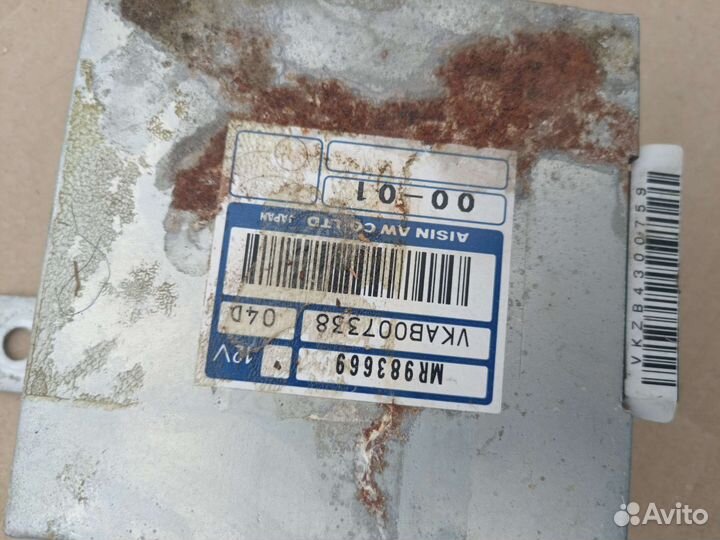 MR983669
12V
VKAB007338
04D
AISIN AW CO LTD JAPAN
00-01
VKZB4300759
Avito